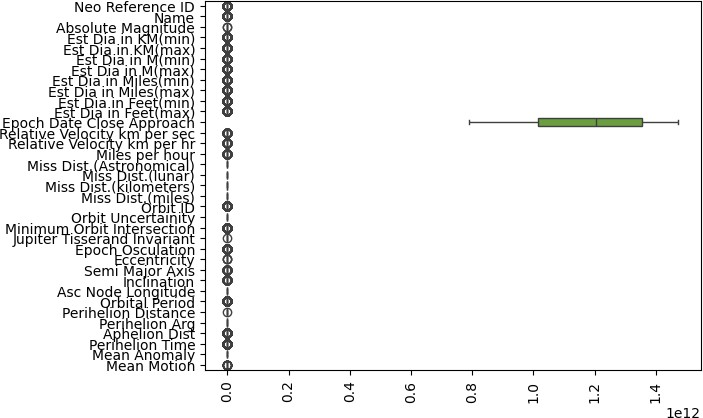 Neo Reference ID
Name
Absolute Magnitude
Est Dia in KM(min)
Est Dia in KM(max)
Est Dia in M(min)
Est Dia in M(max)
Est Dia in Miles(min)
Est Dia in Miles(max)
Est Dia in Feet(min)
Est Dia in Feet(max)
Epoch Date Close Approach
Relative Velocity km per sec
Relative Velocity km per hr
Miles per hour
Miss Dist.(Astronomical)
Miss Dist.(lunar)
Miss Dist.(kilometers)
Miss Dist.(miles)
Orbit ID
Orbit Uncertainity
Minimum Orbit Intersection
Jupiter Tisserand Invariant
Epoch Osculation
Eccentricity
Semi Major Axis
Inclination
Asc Node Longitude
Orbital Period
Perihelion Distance
Perihelion Arg
Aphelion Dist
Perihelion Time
Mean Anomaly
Mean Motion
0.0
0.2
0.4
0.6
0.8
1.0
1.2
1.4
1e12